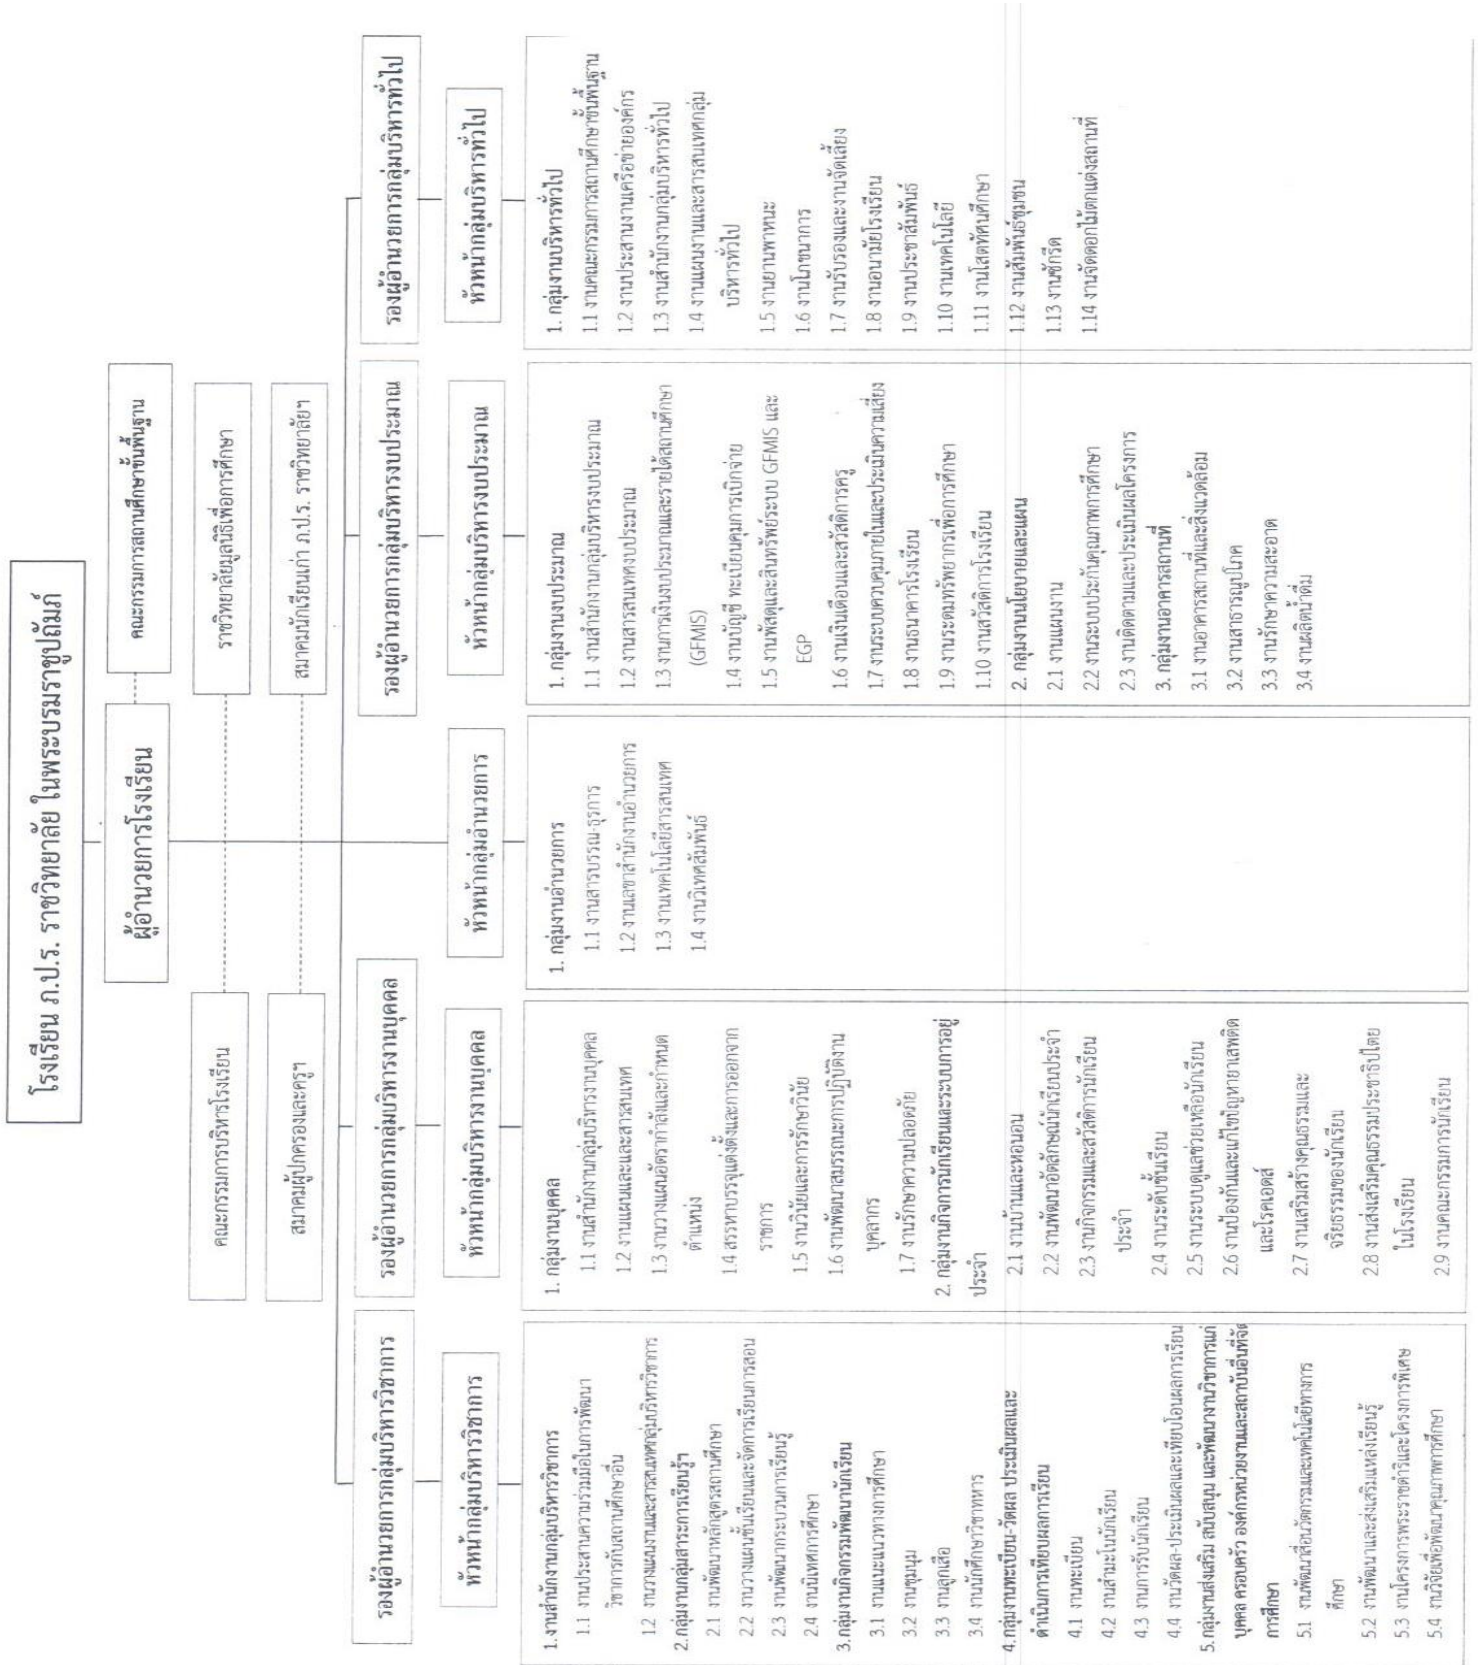 โรงเรียน ภ.ป.ร. ราชวิทยาลัย ในพระบรมราชูปถัมภ์
ผู้อำนวยการโรงเรียน
คณะกรรมการสถานศึกษาขั้นพื้นฐาน
คณะกรรมการบริหารโรงเรียน
ราชวิทยาลัยมูลนิธิเพื่อการศึกษา
สมาคมผู้ปกครองและครูฯ
สมาคมนักเรียนเก่า ภ.ป.ร. ราชวิทยาลัยฯ
รองผู้อำนวยการกลุ่มบริหารวิชาการ
หัวหน้ากลุ่มบริหารวิชาการ
1.งานสำนักงานกลุ่มบริหารวิชาการ
1.1 งานประสานความร่วมมือในการพัฒนา
วิชาการกับสถานศึกษาอื่น
1.2 งานวางแผนงานและสารสนเทศกลุ่มบริหารวิชาการ
2.กลุ่มงานกลุ่มสาระการเรียนรู้ฯ
2.1 งานพัฒนาหลักสูตรสถานศึกษา
2.2 งานวางแผนชั้นเรียนและจัดการเรียนการสอน
2.3 งานพัฒนากระบวนการเรียนรู้
2.4 งานนิเทศการศึกษา
3.กลุ่มงานกิจกรรมพัฒนานักเรียน
3.1 งานแนะแนวทางการศึกษา
3.2 งานชุมนุม
3.3 งานลูกเสือ
3.4 งานนักศึกษาวิชาทหาร
4.กลุ่มงานทะเบียน-วัดผล ประเมินผลและ
ดำเนินการเทียบผลการเรียน
4.1 งานทะเบียน
4.2 งานสำมะโนนักเรียน
4.3 งานการรับนักเรียน
4.4 งานวัดผล-ประเมินผลและเทียบโอนผลการเรียน
5.กลุ่มงานส่งเสริม สนับสนุน และพัฒนางานวิชาการแก่
บุคคล ครอบครัว องค์กรหน่วยงานและสถาบันอื่นที่จัด
การศึกษา
5.1 งานพัฒนาสื่อนวัตกรรมและเทคโนโลยีทางการ
ศึกษา
5.2 งานพัฒนาและส่งเสริมแหล่งเรียนรู้
5.3 งานโครงการพระราชดำริและโครงการพิเศษ
5.4 งานวิจัยเพื่อพัฒนาคุณภาพการศึกษา
รองผู้อำนวยการกลุ่มบริหารงานบุคคล
หัวหน้ากลุ่มบริหารงานบุคคล
1. กลุ่มงานบุคคล
1.1 งานสำนักงานกลุ่มบริหารงานบุคคล
1.2 งานแผนและและสารสนเทศ
1.3 งานวางแผนอัตรากำลังและกำหนด
ตำแหน่ง
1.4 สรรหาบรรจุแต่งตั้งและการออกจาก
ราชการ
1.5 งานวินัยและการรักษาวินัย
1.6 งานพัฒนาสมรรถนะการปฏิบัติงาน
บุคลากร
1.7 งานรักษาความปลอดภัย
2. กลุ่มงานกิจการนักเรียนและระบบการอยู่
ประจำ
2.1 งานบ้านและหอนอน
2.2 งานพัฒนาอัตลักษณ์นักเรียนประจำ
2.3 งานกิจกรรมและสวัสดิการนักเรียน
ประจำ
2.4 งานระดับชั้นเรียน
2.5 งานระบบดูแลช่วยเหลือนักเรียน
2.6 งานป้องกันและแก้ไขปัญหายาเสพติด
และโรคเอดส์
2.7 งานเสริมสร้างคุณธรรมและ
จริยธรรมของนักเรียน
2.8 งานส่งเสริมคุณธรรมประชาธิปไตย
ในโรงเรียน
2.9 งานคณะกรรมการนักเรียน
หัวหน้ากลุ่มอำนวยการ
1. กลุ่มงานอำนวยการ
1.1 งานสารบรรณ-ธุรการ
1.2 งานเลขาสำนักงานอำนวยการ
1.3 งานเทคโนโลยีสารสนเทศ
1.4 งานวิเทศสัมพันธ์
รองผู้อำนวยการกลุ่มบริหารงบประมาณ
หัวหน้ากลุ่มบริหารงบประมาณ
1. กลุ่มงานงบประมาณ
1.1 งานสำนักงานกลุ่มบริหารงบประมาณ
1.2 งานสารสนเทศงบประมาณ
1.3 งานการเงินงบประมาณและรายได้สถานศึกษา
(GFMIS)
1.4 งานบัญชี ทะเบียนคุมการเบิกจ่าย
1.5 งานพัสดุและสินทรัพย์ระบบ GFMIS และ
EGP
1.6 งานเงินเดือนและสวัสดิการครู
1.7 งานระบบควบคุมภายในและประเมินความเสี่ยง
1.8 งานธนาคารโรงเรียน
1.9 งานระดมทรัพยากรเพื่อการศึกษา
1.10 งานสวัสดิการโรงเรียน
2. กลุ่มงานนโยบายและแผน
2.1 งานแผนงาน
2.2 งานระบบประกันคุณภาพการศึกษา
2.3 งานติดตามและประเมินผลโครงการ
3. กลุ่มงานอาคารสถานที่
3.1 งานอาคารสถานที่และสิ่งแวดล้อม
3.2 งานสาธารณูปโภค
3.3 งานรักษาความสะอาด
3.4 งานผลิตน้ำดื่ม
รองผู้อำนวยการกลุ่มบริหารทั่วไป
หัวหน้ากลุ่มบริหารทั่วไป
1. กลุ่มงานบริหารทั่วไป
1.1 งานคณะกรรมการสถานศึกษาขั้นพื้นฐาน
1.2 งานประสานงานเครือข่ายองค์กร
1.3 งานสำนักงานกลุ่มบริหารทั่วไป
1.4 งานแผนงานและสารสนเทศกลุ่ม
บริหารทั่วไป
1.5 งานยานพาหนะ
1.6 งานโภชนาการ
1.7 งานรับรองและงานจัดเลี้ยง
1.8 งานอนามัยโรงเรียน
1.9 งานประชาสัมพันธ์
1.10 งานเทคโนโลยี
1.11 งานโสตทัศนศึกษา
1.12 งานสัมพันธ์ชุมชน
1.13 งานซักรีด
1.14 งานจัดดอกไม้ตกแต่งสถานที่